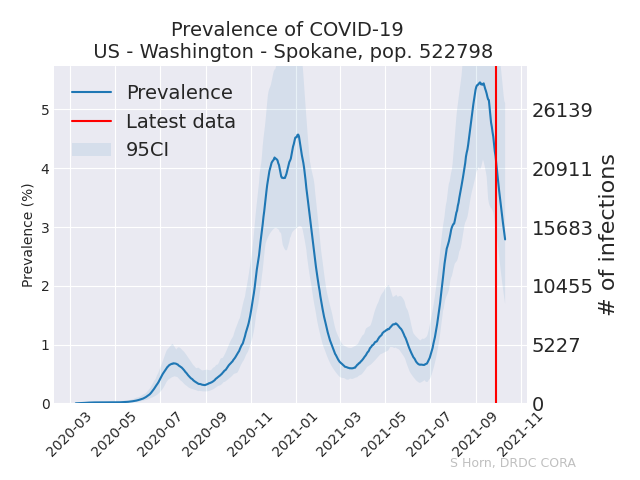 Prevalence of COVID-19
US - Washington - Spokane, pop. 522798
Prevalence
Latest data
95CI
Prevalence (%)
5
4
3
2
1
0
26139
20911
15683
10455
5227
0
# of infections
2020-03
2020-05
2020-07
2020-09
2020-11
2021-01
2021-03
2021-05
2021-07
2021-09
2021-11
S Horn, DRDC CORA